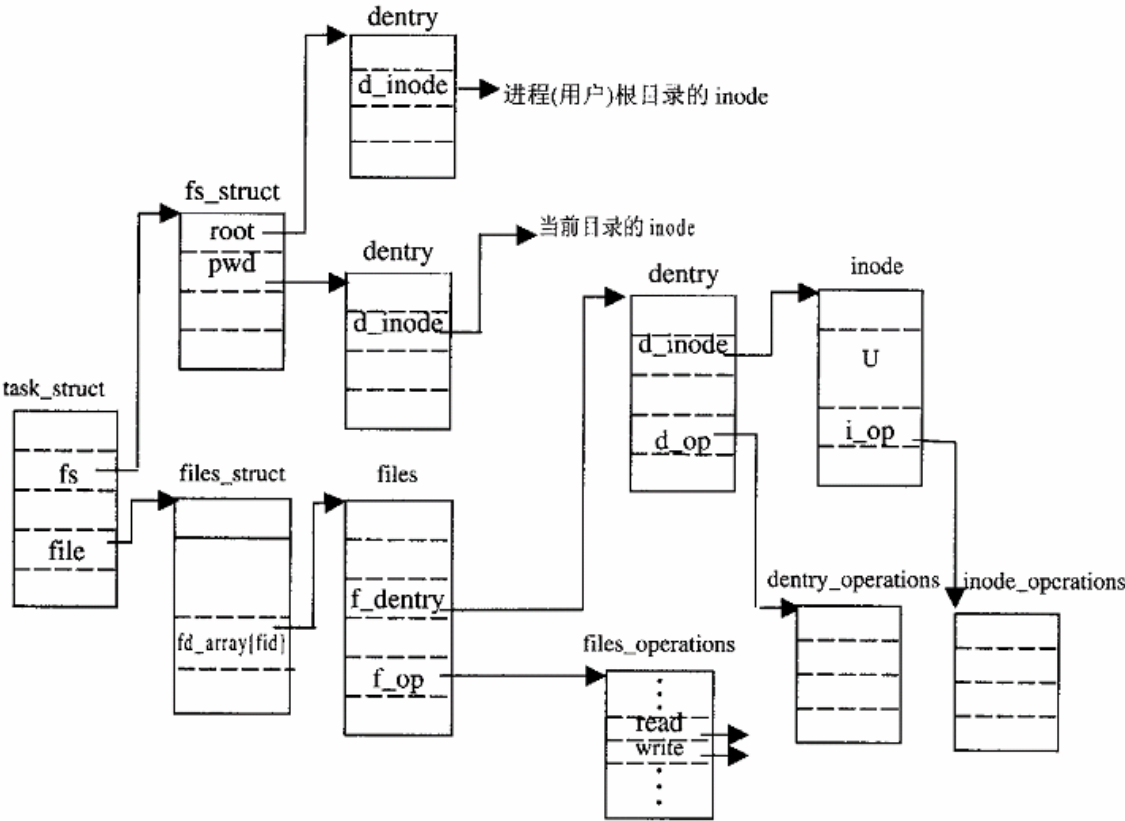 dentry
d_inode
进程(用户)根目录的 inode
fs_struct
root
pwd
dentry
d_inode
当前目录的 inode
dentry
d_inode
d_op
inode
U
i_op
task_struct
fs
file
files_struct
fd_array[fid]
files
f_dentry
f_op
files_operations
read
write
dentry_operations
inode_operations